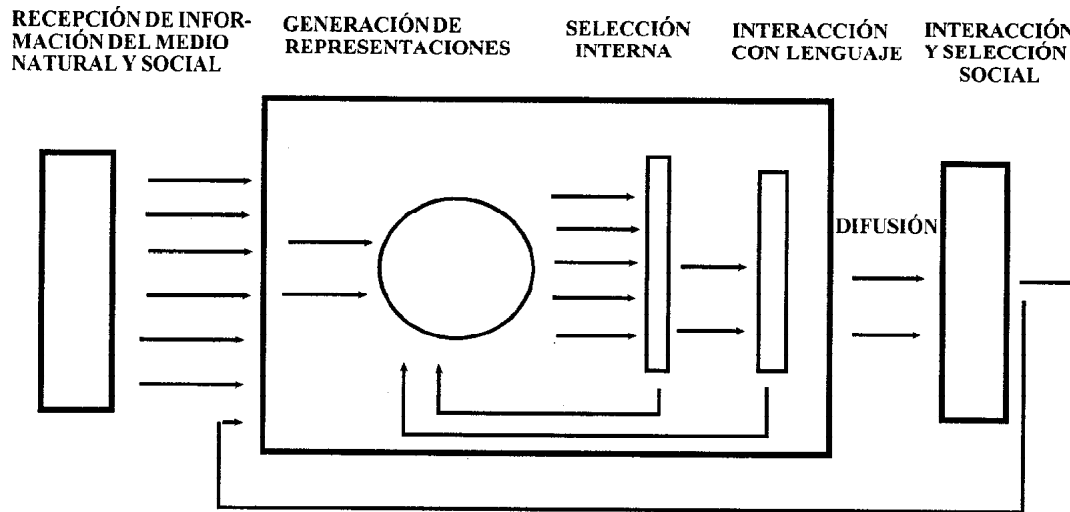 RECEPCIÓN DE INFOR-
MACIÓN DEL MEDIO
NATURAL Y SOCIAL
GENERACIÓN DE
REPRESENTACIONES
SELECCIÓN
INTERNA
INTERACCIÓN
CON LENGUAJE
INTERACCIÓN
Y SELECCIÓN
SOCIAL
DIFUSIÓN